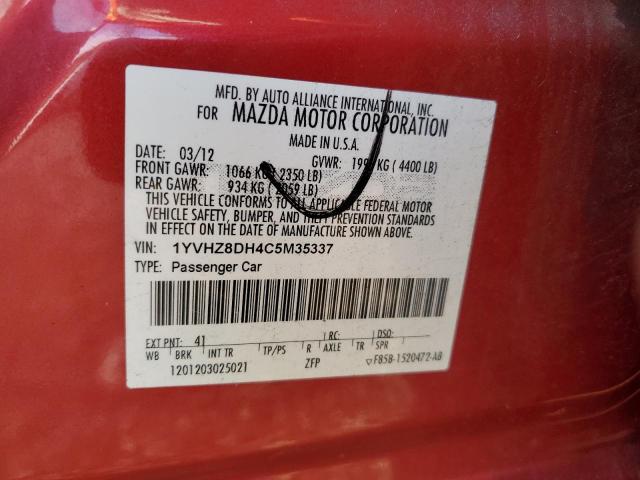 MFD. BY AUTO ALLIANCE INTERNATIONAL, INC.
FOR MAZDA MOTOR CORPORATION
MADE IN U.S.A.
DATE: 03/12 GVWR: 199 KG ( 4400 LB)
FRONT GAWR: 1066 KG ( 2350 LB)
REAR GAWR: 934 KG ( 2059 LB)
THIS VEHICLE CONFORMS TO ALL APPLICABLE FEDERAL MOTOR
VEHICLE SAFETY, BUMPER, AND THEFT PREVENTION STANDARDS
IN EFFECT ON THE DATE OF MANUFACTURE SHOWN ABOVE.
VIN: 1YVHZ8DH4C5M35337
TYPE: Passenger Car
EXT PNT: 41 RC: DSO:
WB BRK INT TR TP/PS R AXLE TR SPR
1201203025021 ZFP F85B-1520472-AB